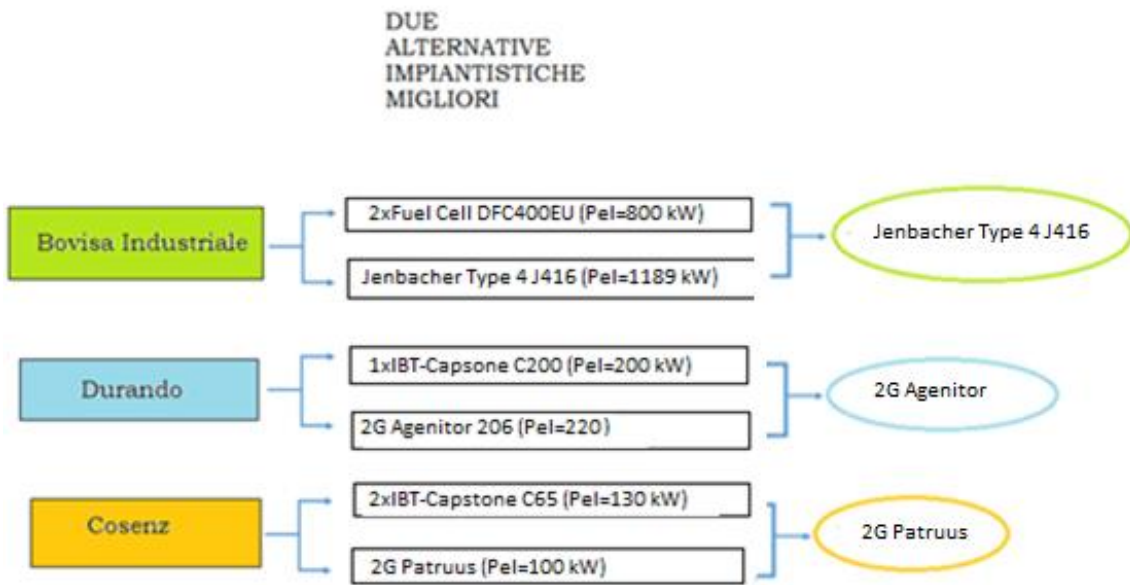 DUE
ALTERNATIVE
IMPIANTISTICHE
MIGLIORI
Bovisa Industriale
2xFuel Cell DFC400EU (Pel=800 kW)
Jenbacher Type 4 J416 (Pel=1189 kW)
Jenbacher Type 4 J416
Durando
1xIBT-Capsone C200 (Pel=200 kW)
2G Agenitor 206 (Pel=220)
2G Agenitor
Cosenz
2xIBT-Capstone C65 (Pel=130 kW)
2G Patruus (Pel=100 kW)
2G Patruus